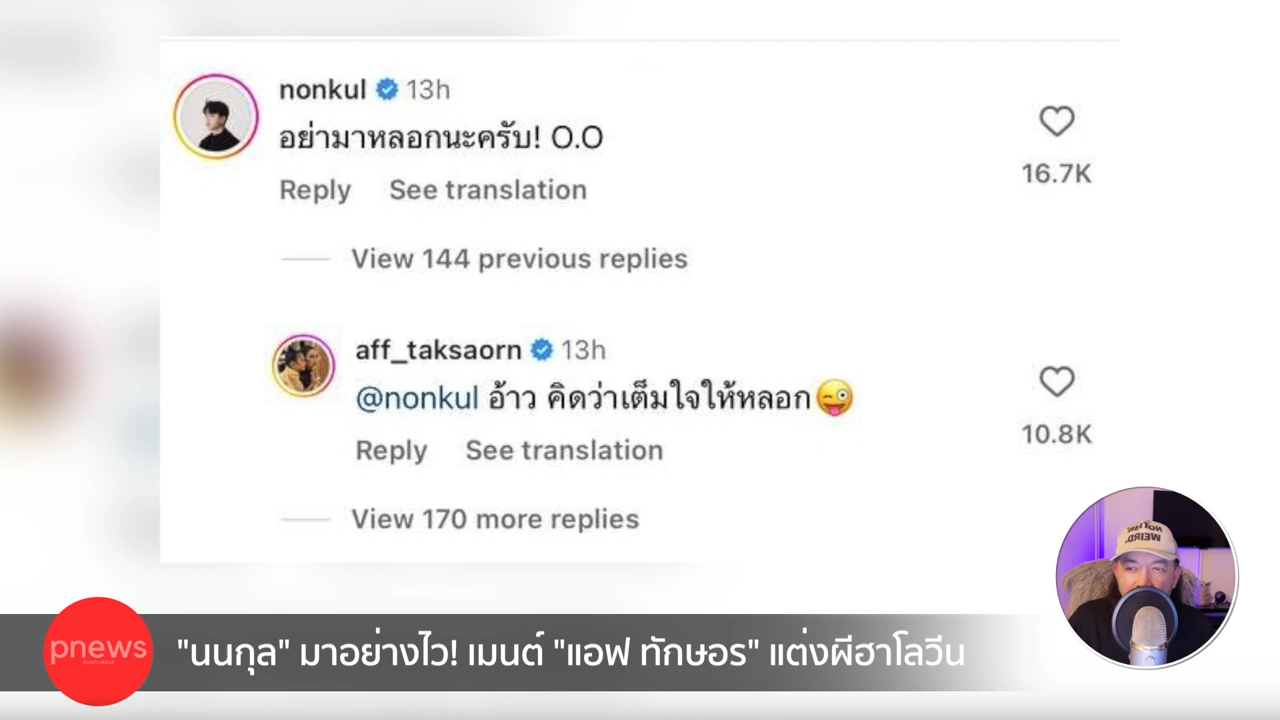 nonkul 13h
อย่ามาหลอกนะครับ! O.O
16.7K
Reply See translation
View 144 previous replies
aff_taksaorn 13h
@nonkul อ้าว คิดว่าเต็มใจให้หลอก😜
10.8K
Reply See translation
View 170 more replies
WEIRD.
pnews
"นนกุล" มาอย่างไว! เมนต์ "แอฟ ทักษอร" แต่งผีฮาโลวีน